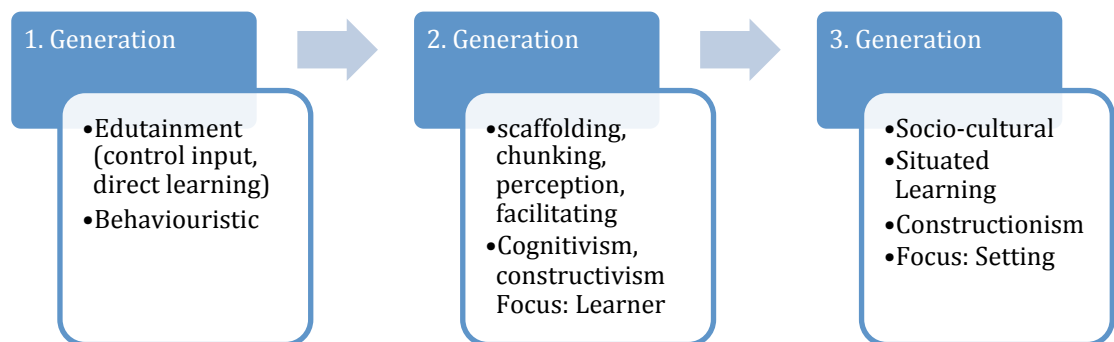 1. Generation
•Edutainment
(control input,
direct learning)
•Behaviouristic
2. Generation
•scaffolding,
chunking,
perception,
facilitating
•Cognitivism,
constructivism
Focus: Learner
3. Generation
•Socio-cultural
•Situated
Learning
•Constructionism
•Focus: Setting